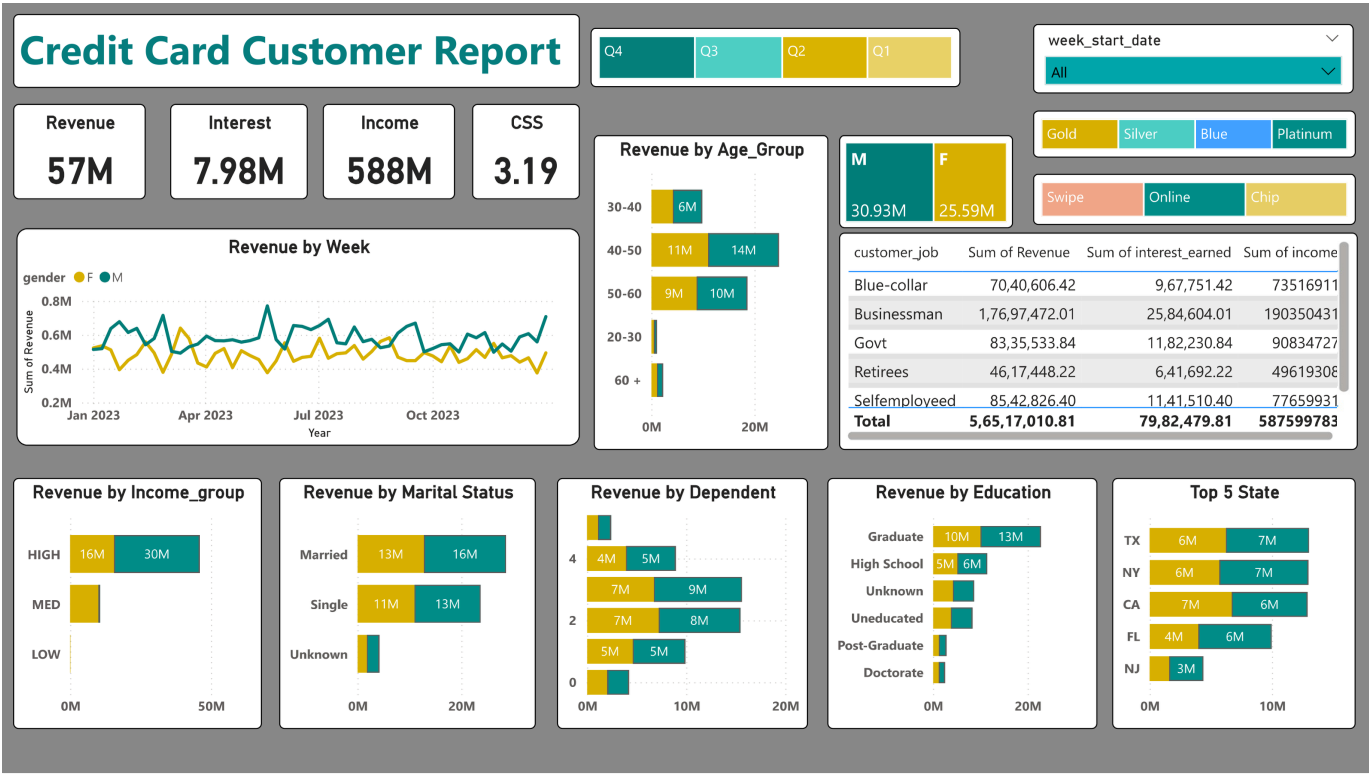 Credit Card Customer Report
Q4 Q3 Q2 Q1
week_start_date
All
Revenue
57M
Interest
7.98M
Income
588M
CSS
3.19
Gold Silver Blue Platinum
Swipe Online Chip
M
30.93M
F
25.59M
Revenue by Week
gender F M
Sum of Revenue
0.8M
0.6M
0.4M
0.2M
Jan 2023 Apr 2023 Jul 2023 Oct 2023
Year
Revenue by Age_Group
30-40 6M
40-50 11M 14M
50-60 9M 10M
20-30
60 +
0M 20M
customer_job Sum of Revenue Sum of interest_earned Sum of income
Blue-collar 70,40,606.42 9,67,751.42 73516911
Businessman 1,76,97,472.01 25,84,604.01 190350431
Govt 83,35,533.84 11,82,230.84 90834727
Retirees 46,17,448.22 6,41,692.22 49619308
Selfemployeed 85,42,826.40 11,41,510.40 77659931
Total 5,65,17,010.81 79,82,479.81 587599783
Revenue by Income_group
HIGH 16M 30M
MED
LOW
0M 50M
Revenue by Marital Status
Married 13M 16M
Single 11M 13M
Unknown
0M 20M
Revenue by Dependent
4 4M 5M
7M 9M
2 7M 8M
5M 5M
0
0M 10M 20M
Revenue by Education
Graduate 10M 13M
High School 5M 6M
Unknown
Uneducated
Post-Graduate
Doctorate
0M 20M
Top 5 State
TX 6M 7M
NY 6M 7M
CA 7M 6M
FL 4M 6M
NJ 3M
0M 10M